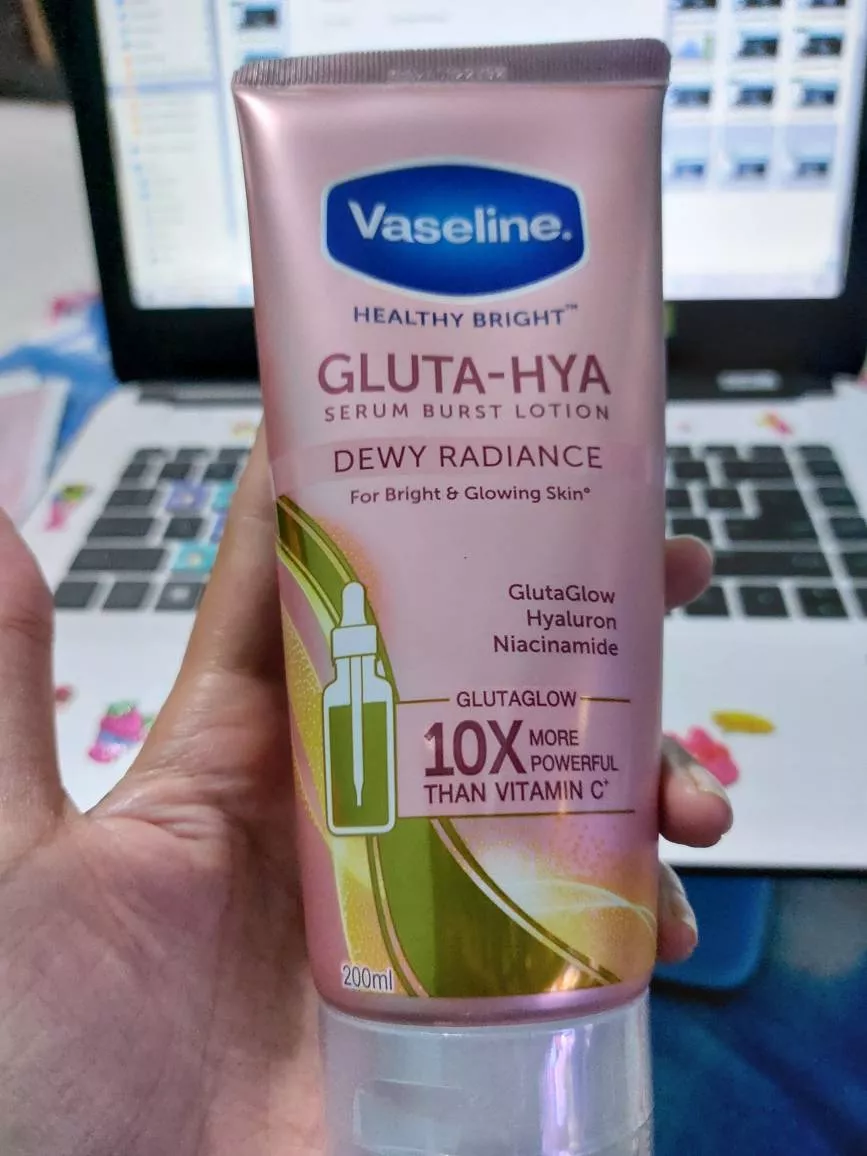 Vaseline.
HEALTHY BRIGHT™
GLUTA-HYA
SERUM BURST LOTION
DEWY RADIANCE
For Bright & Glowing Skin°
GlutaGlow
Hyaluron
Niacinamide
GLUTAGLOW
10X MORE
POWERFUL
THAN VITAMIN C⁺
200ml